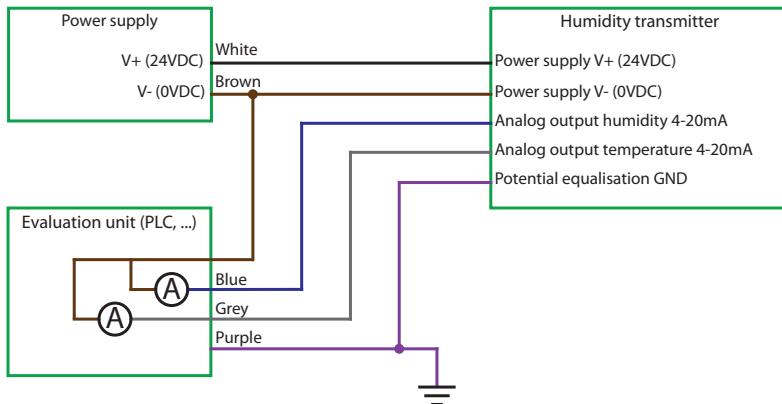 Power supply
Humidity transmitter
White
V+ (24VDC)
Power supply V+ (24VDC)
Brown
V- (0VDC)
Power supply V- (0VDC)
Analog output humidity 4-20mA
Analog output temperature 4-20mA
Potential equalisation GND
Evaluation unit (PLC, ...)
Blue
A
Grey
A
Purple